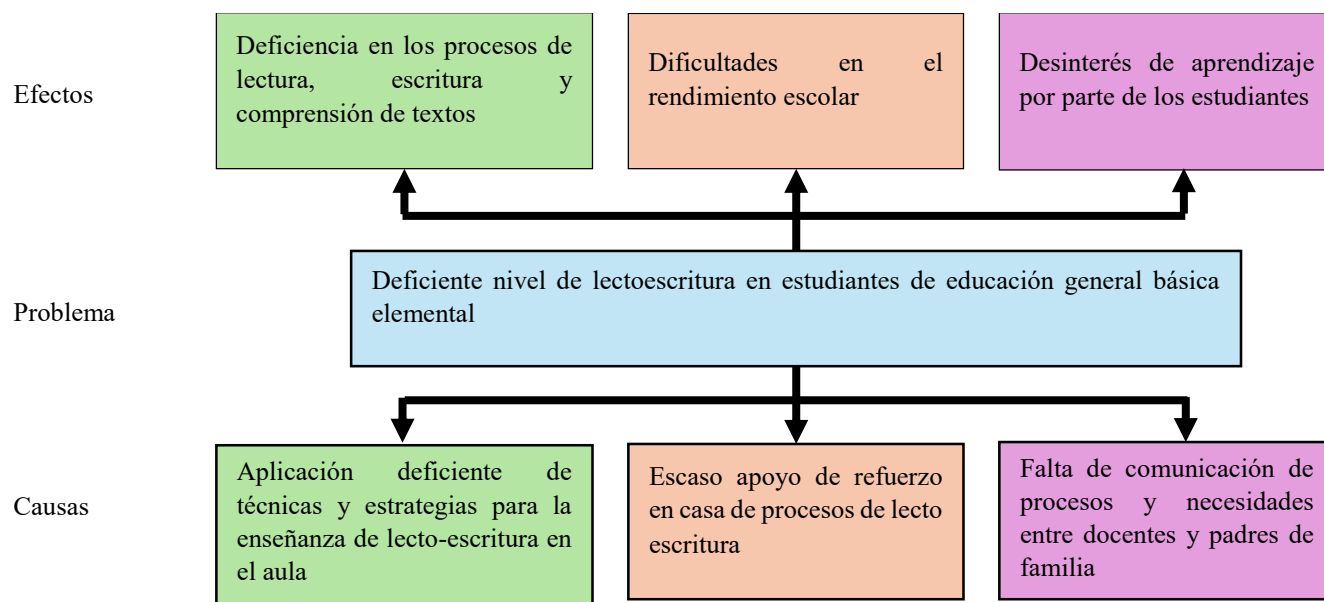 Efectos
Deficiencia en los procesos de
lectura, escritura y
comprensión de textos
Dificultades en el
rendimiento escolar
Desinterés de aprendizaje
por parte de los estudiantes
Problema
Deficiente nivel de lectoescritura en estudiantes de educación general básica
elemental
Causas
Aplicación deficiente de
técnicas y estrategias para la
enseñanza de lecto-escritura en
el aula
Escaso apoyo de refuerzo
en casa de procesos de lecto
escritura
Falta de comunicación de
procesos y necesidades
entre docentes y padres de
familia